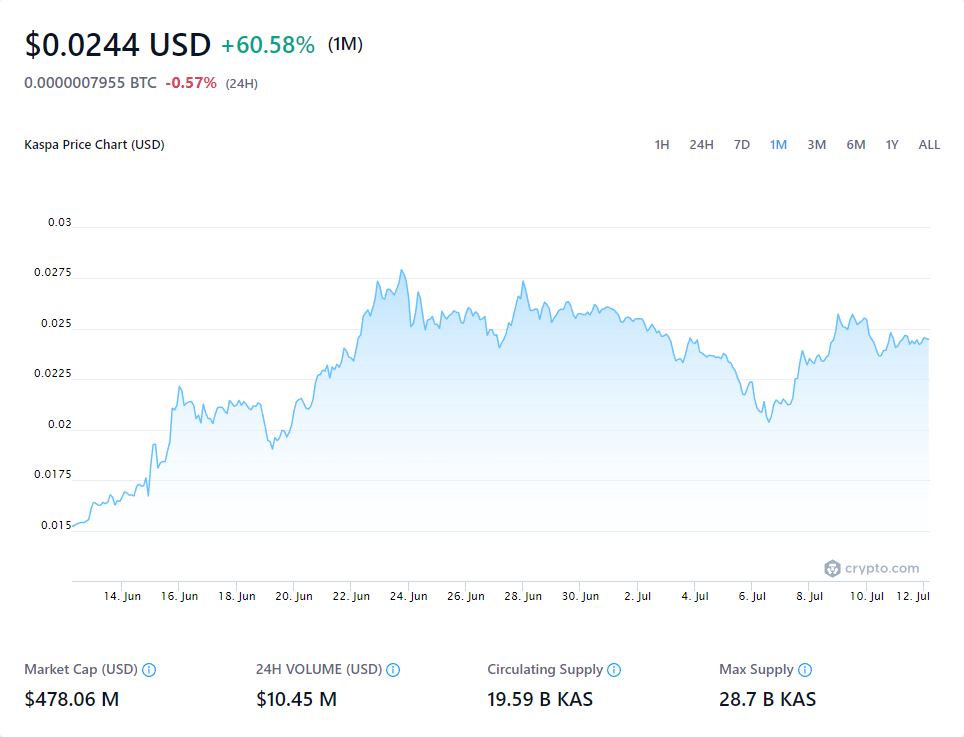 $0.0244 USD +60.58% (1M)
0.0000007955 BTC -0.57% (24H)
Kaspa Price Chart (USD) 1H 24H 7D 1M 3M 6M 1Y ALL
0.03
0.0275
0.025
0.0225
0.02
0.0175
0.015
crypto.com
14. Jun 16. Jun 18. Jun 20. Jun 22. Jun 24. Jun 26. Jun 28. Jun 30. Jun 2. Jul 4. Jul 6. Jul 8. Jul 10. Jul 12. Jul
Market Cap (USD) 24H VOLUME (USD) Circulating Supply Max Supply
$478.06 M $10.45 M 19.59 B KAS 28.7 B KAS